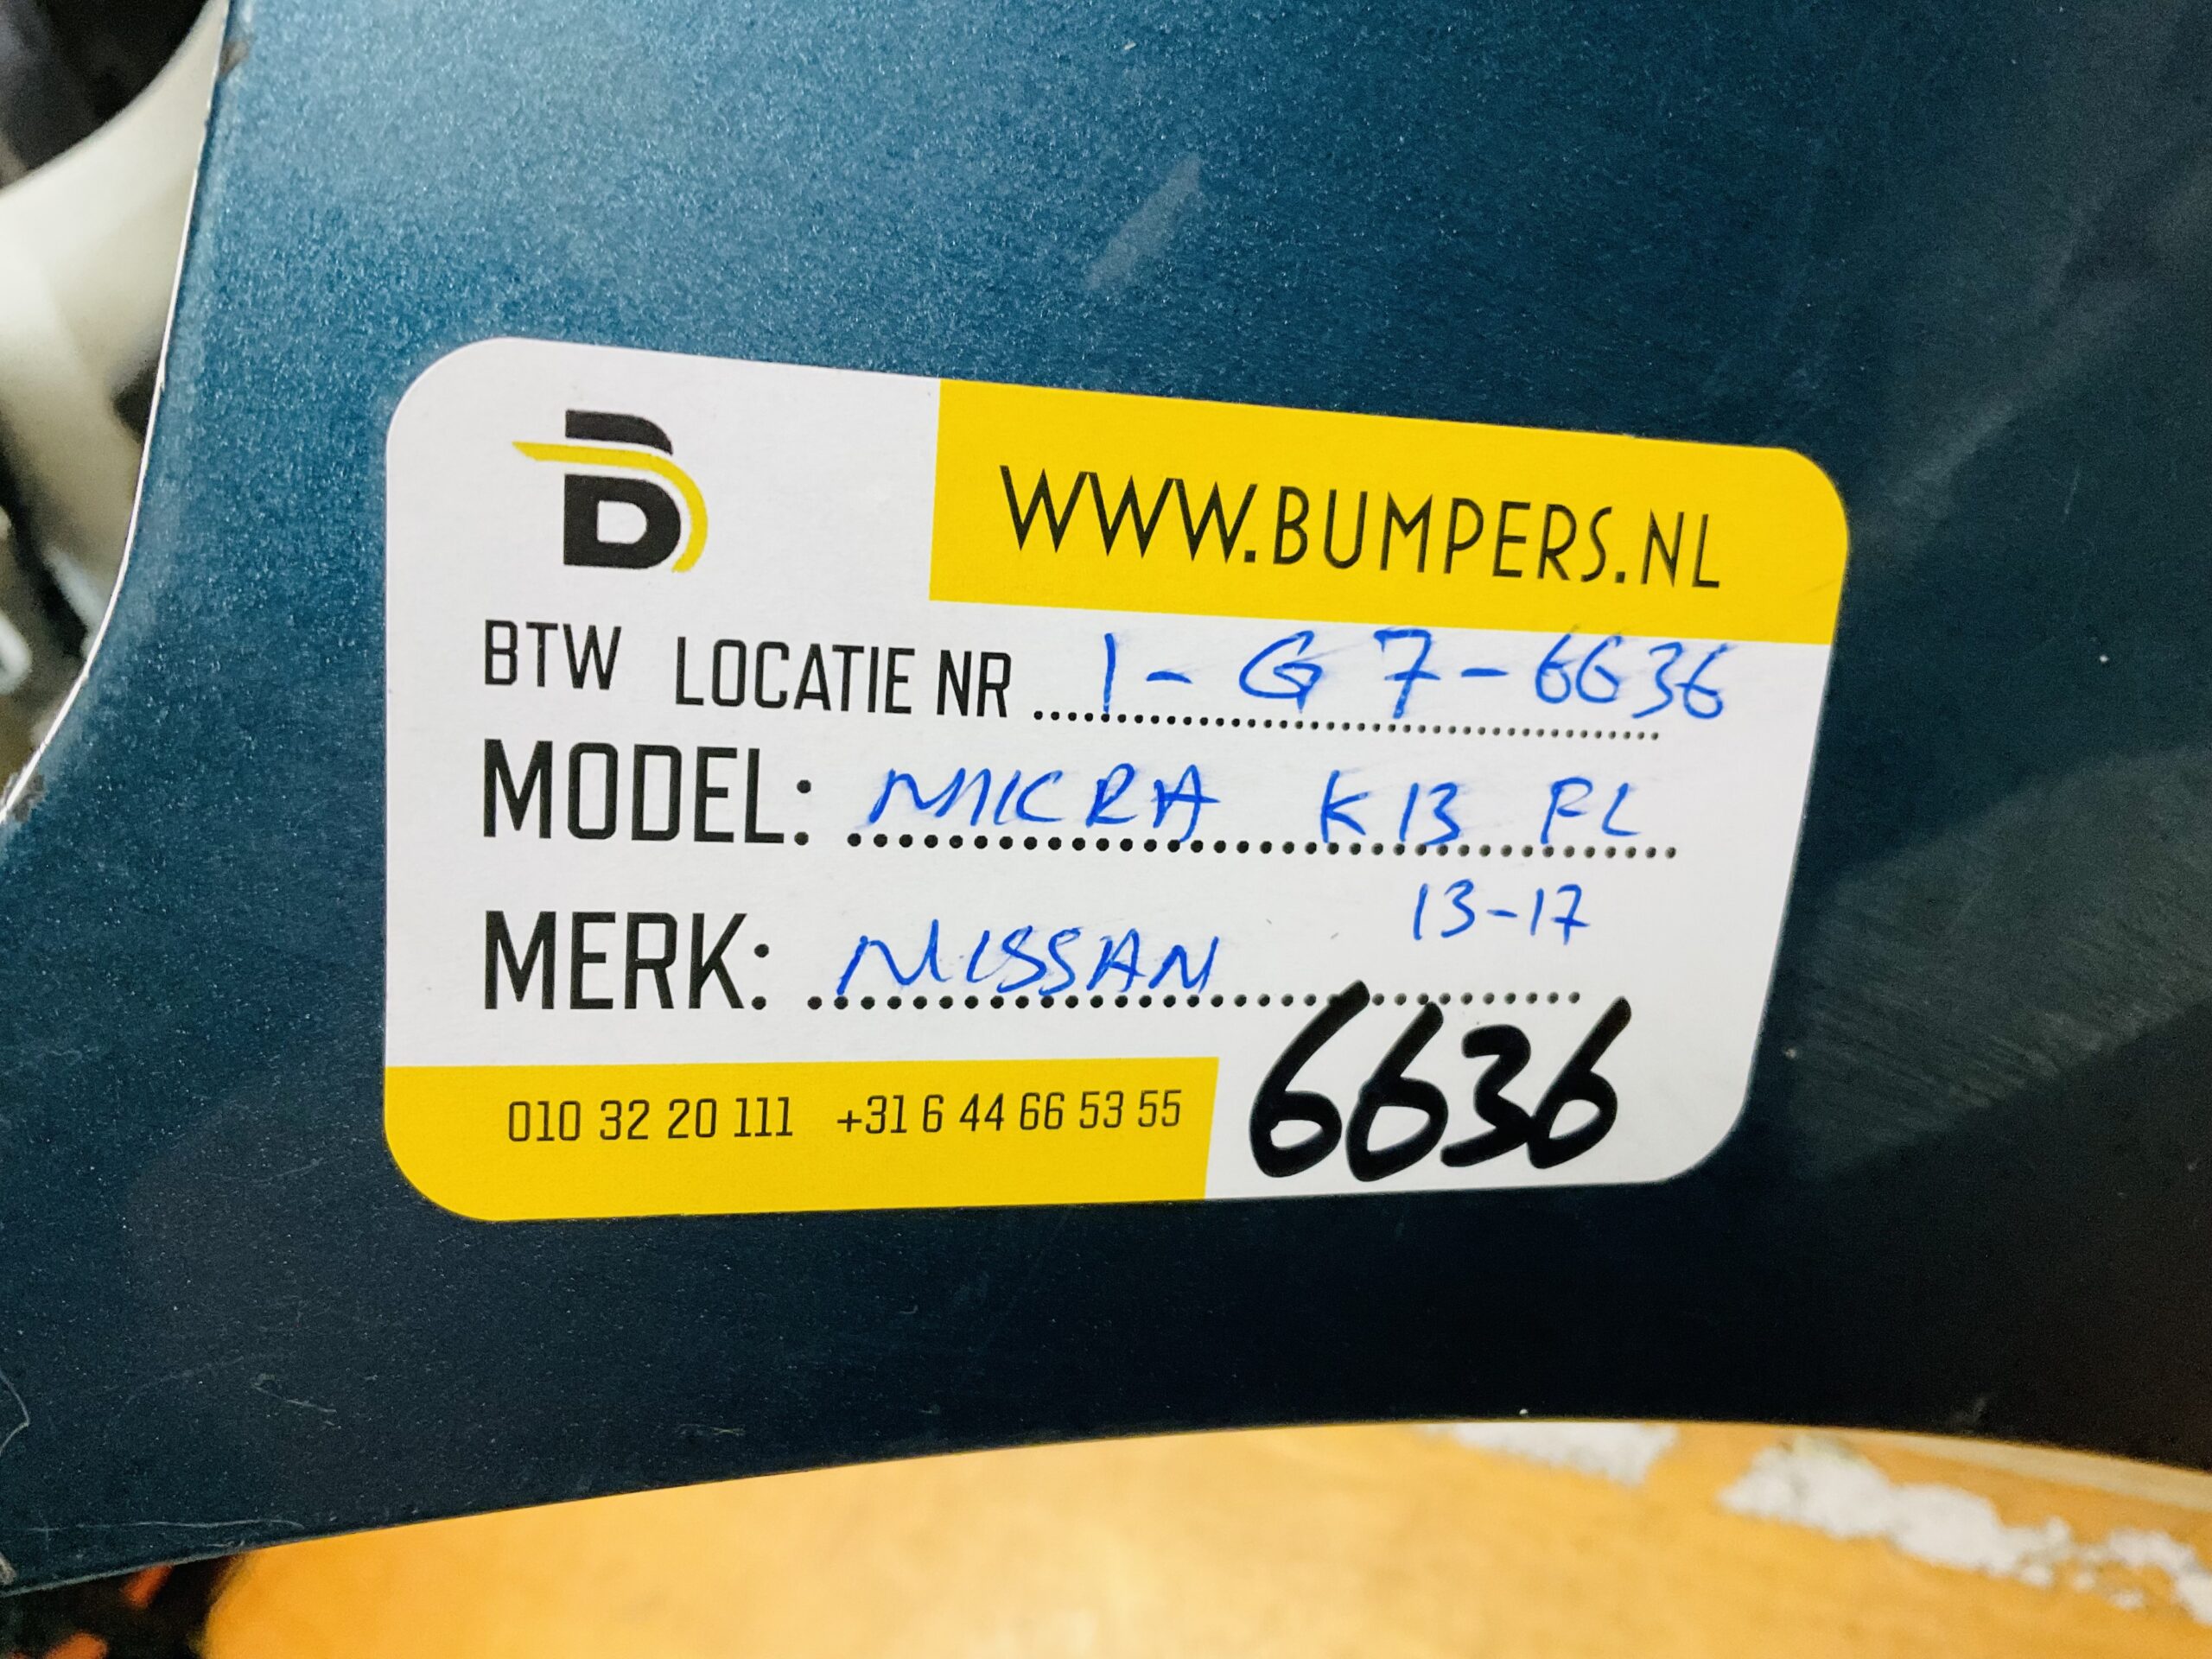 B
WWW.BUMPERS.NL
BTW LOCATIE NR 1-G7-6636
MODEL: MICRA K13 FL
13-17
MERK: NISSAN
6636
010 32 20 111 +31 6 44 66 53 55